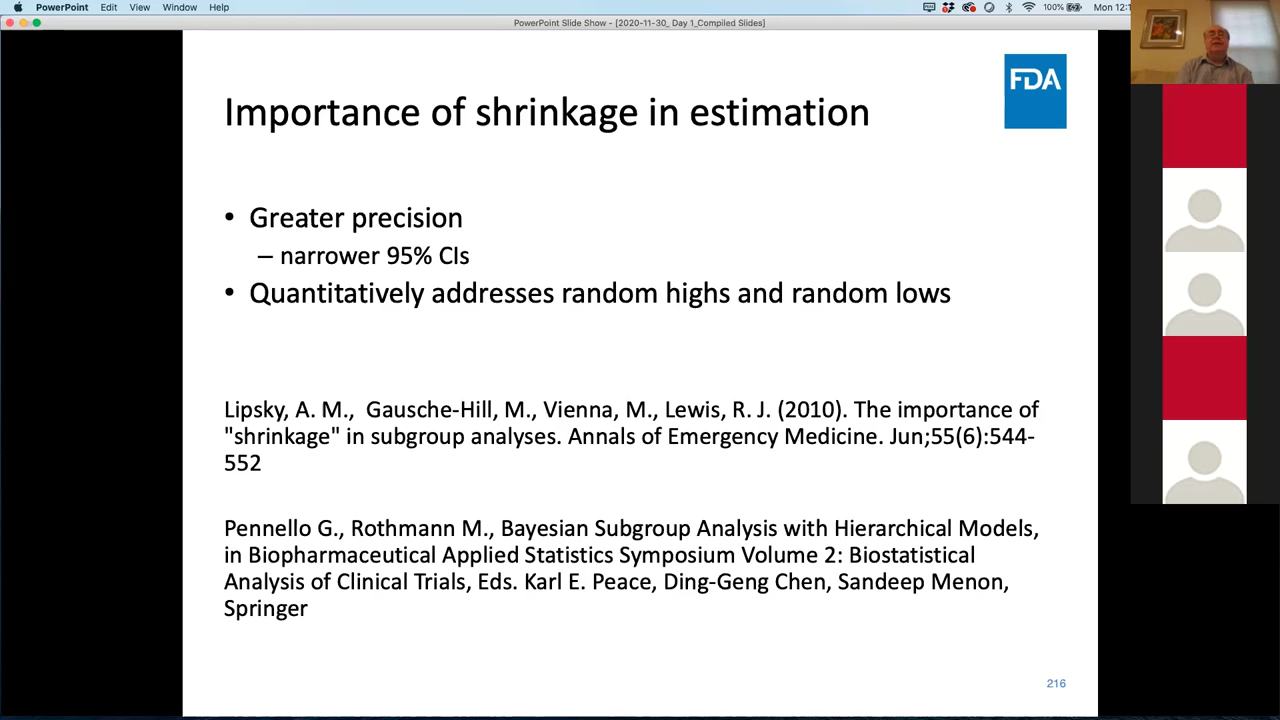 PowerPoint Edit View Window Help
100% Mon 12:1
PowerPoint Slide Show - [2020-11-30_ Day 1_Compiled Slides]
FDA
Importance of shrinkage in estimation
• Greater precision
– narrower 95% CIs
• Quantitatively addresses random highs and random lows
Lipsky, A. M., Gausche-Hill, M., Vienna, M., Lewis, R. J. (2010). The importance of
"shrinkage" in subgroup analyses. Annals of Emergency Medicine. Jun;55(6):544-
552
Pennello G., Rothmann M., Bayesian Subgroup Analysis with Hierarchical Models,
in Biopharmaceutical Applied Statistics Symposium Volume 2: Biostatistical
Analysis of Clinical Trials, Eds. Karl E. Peace, Ding-Geng Chen, Sandeep Menon,
Springer
216